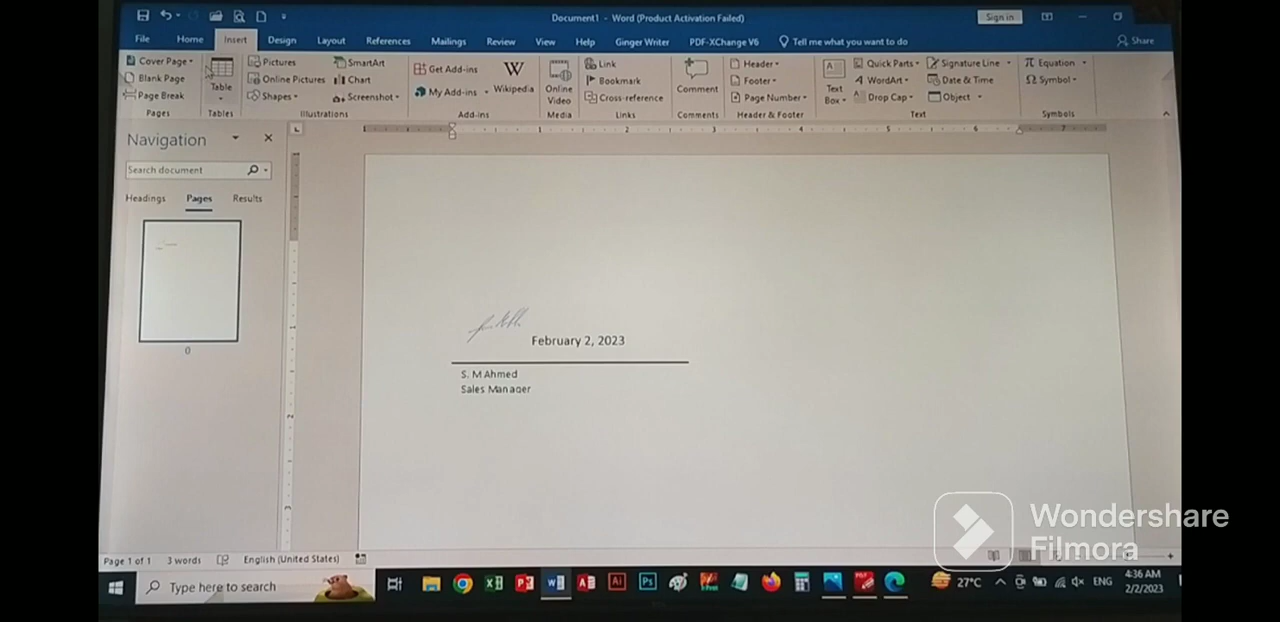 Document1 - Word (Product Activation Failed)
Sign in
File Home Insert Design Layout References Mailings Review View Help Ginger Writer PDF-XChange V6 Tell me what you want to do Share
Cover Page
Blank Page
Page Break
Pages
Table
Tables
Pictures
Online Pictures
Shapes
SmartArt
Chart
Screenshot
Illustrations
Get Add-ins
My Add-ins
W
Wikipedia
Add-ins
Online
Video
Media
Link
Bookmark
Cross-reference
Links
Comment
Comments
Header
Footer
Page Number
Header & Footer
Text
Box
Quick Parts
WordArt
Drop Cap
Signature Line
Date & Time
Object
Text
Equation
Symbol
Symbols
Navigation
Search document
Headings Pages Results
0
February 2, 2023
S. M Ahmed
Sales Manager
Wondershare
Filmora
Page 1 of 1 3 words English (United States)
Type here to search
27°C ENG
4:36 AM
2/2/2023